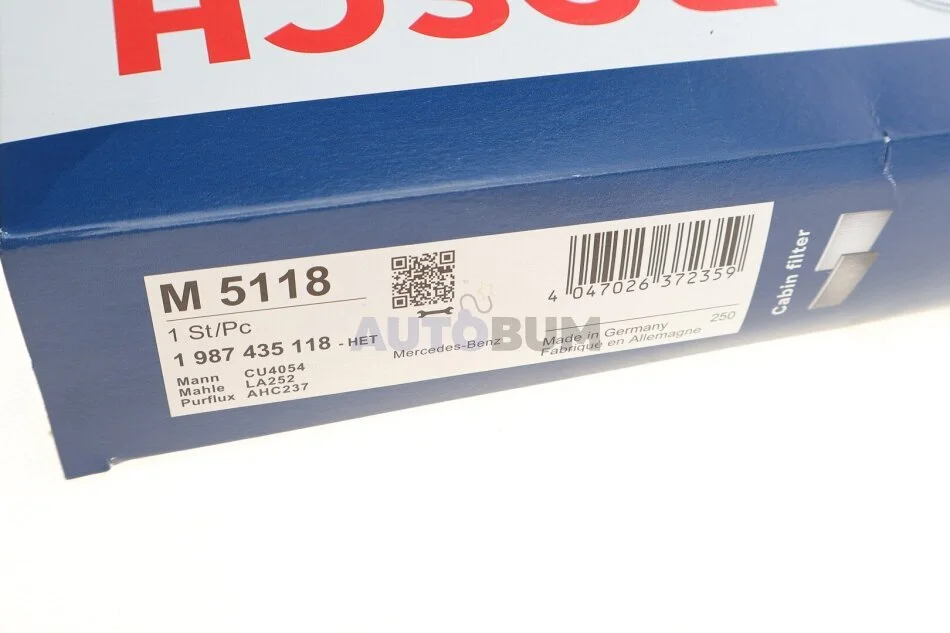 BOSCH
M 5118
1 St/Pc
1 987 435 118 - HET
Mann CU4054
Mahle LA252
Purflux AHC237
Mercedes-Benz
4 047026 372359
Made in Germany
Fabriqué en Allemagne
250
Cabin filter
AUTOBUM